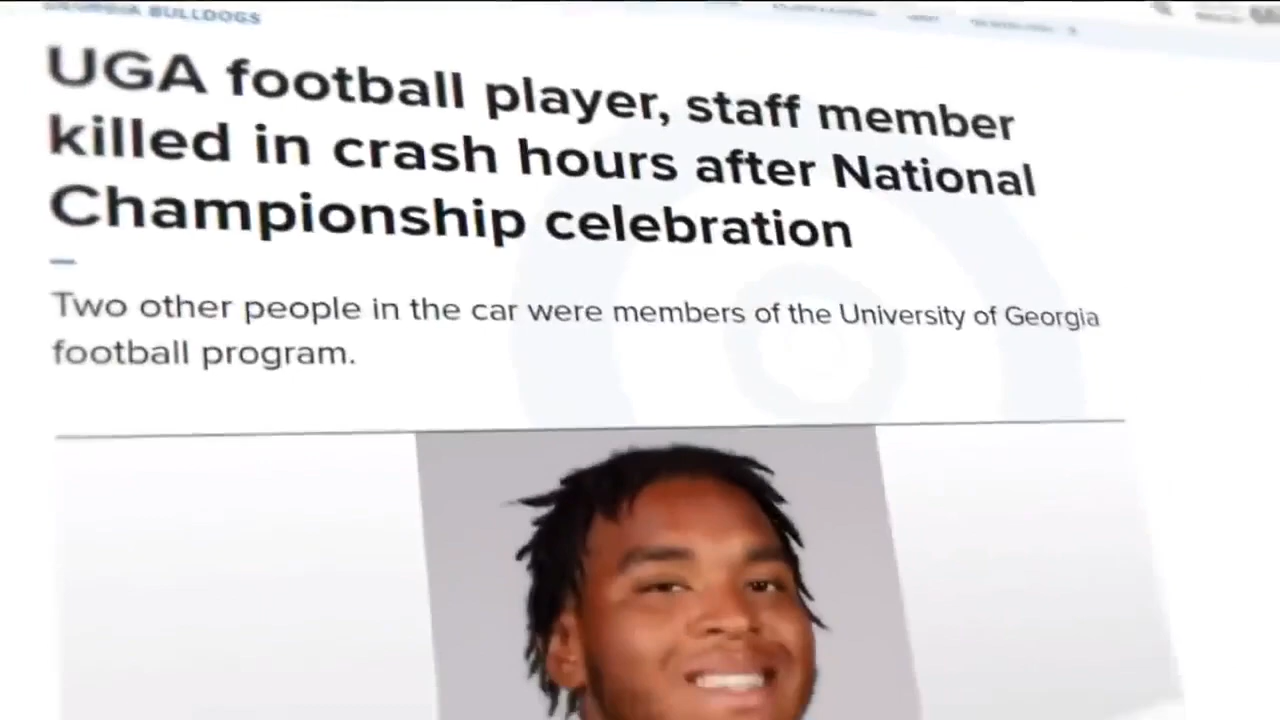 GEORGIA BULLDOGS
UGA football player, staff member
killed in crash hours after National
Championship celebration
Two other people in the car were members of the University of Georgia
football program.